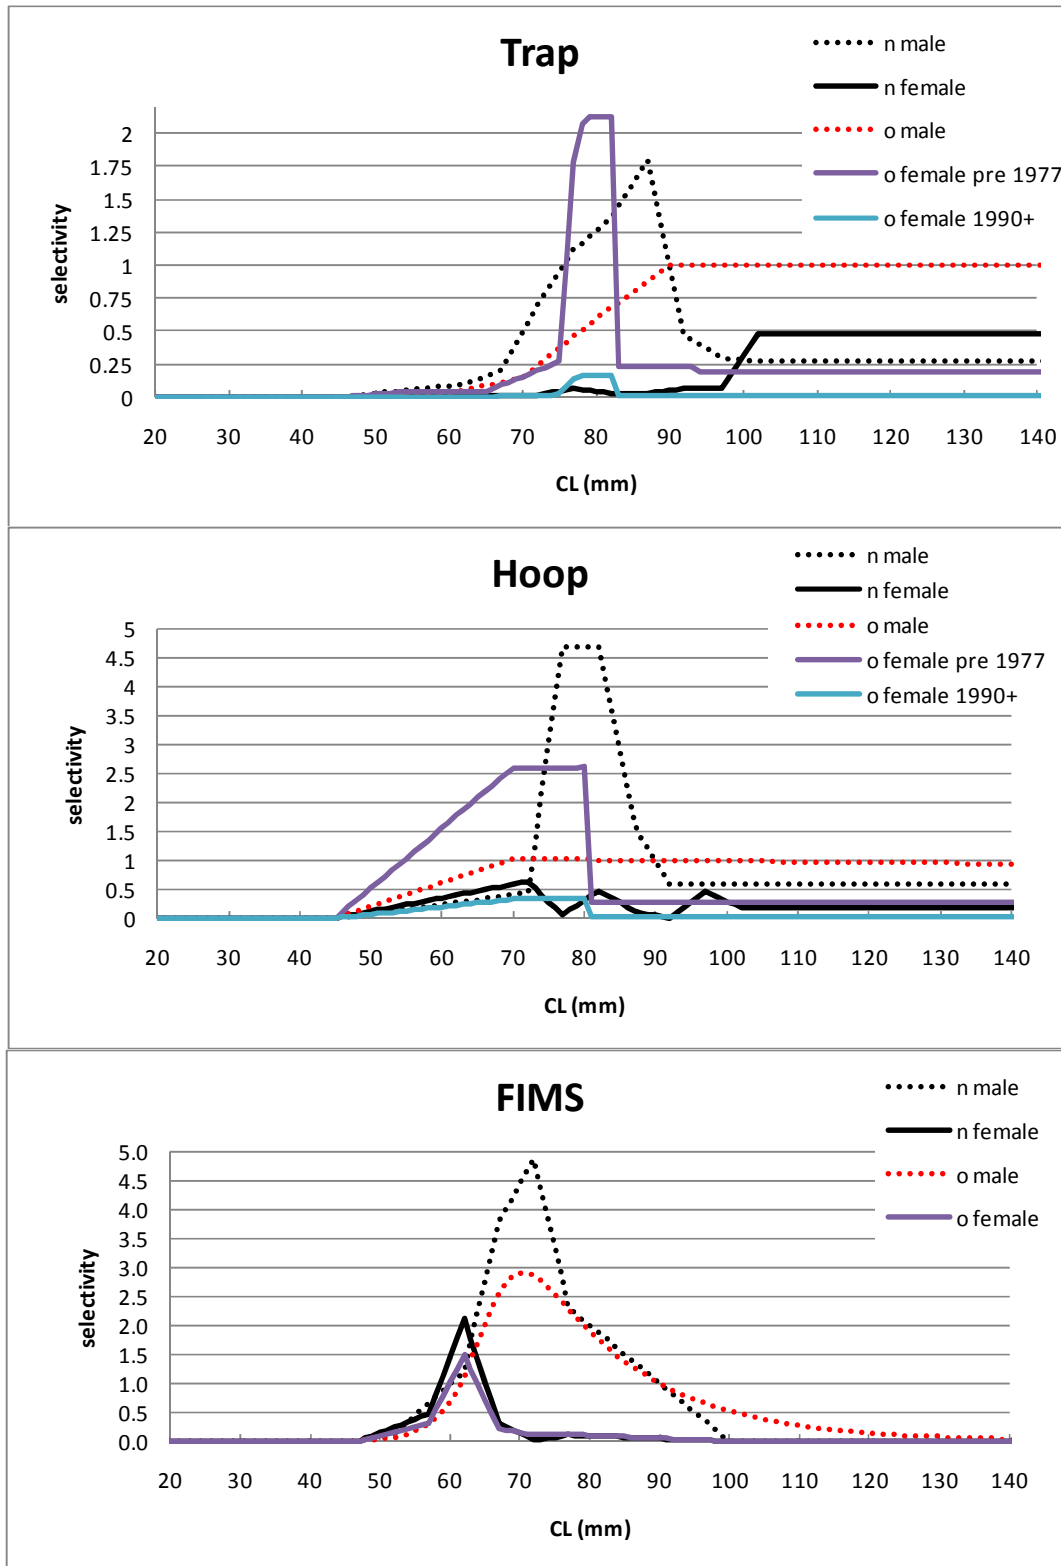 Trap
n male
n female
o male
o female pre 1977
o female 1990+
selectivity
2
1.75
1.5
1.25
1
0.75
0.5
0.25
0
20 30 40 50 60 70 80 90 100 110 120 130 140
CL (mm)
Hoop
n male
n female
o male
o female pre 1977
o female 1990+
selectivity
5
4.5
4
3.5
3
2.5
2
1.5
1
0.5
0
20 30 40 50 60 70 80 90 100 110 120 130 140
CL (mm)
FIMS
n male
n female
o male
o female
selectivity
5.0
4.5
4.0
3.5
3.0
2.5
2.0
1.5
1.0
0.5
0.0
20 30 40 50 60 70 80 90 100 110 120 130 140
CL (mm)